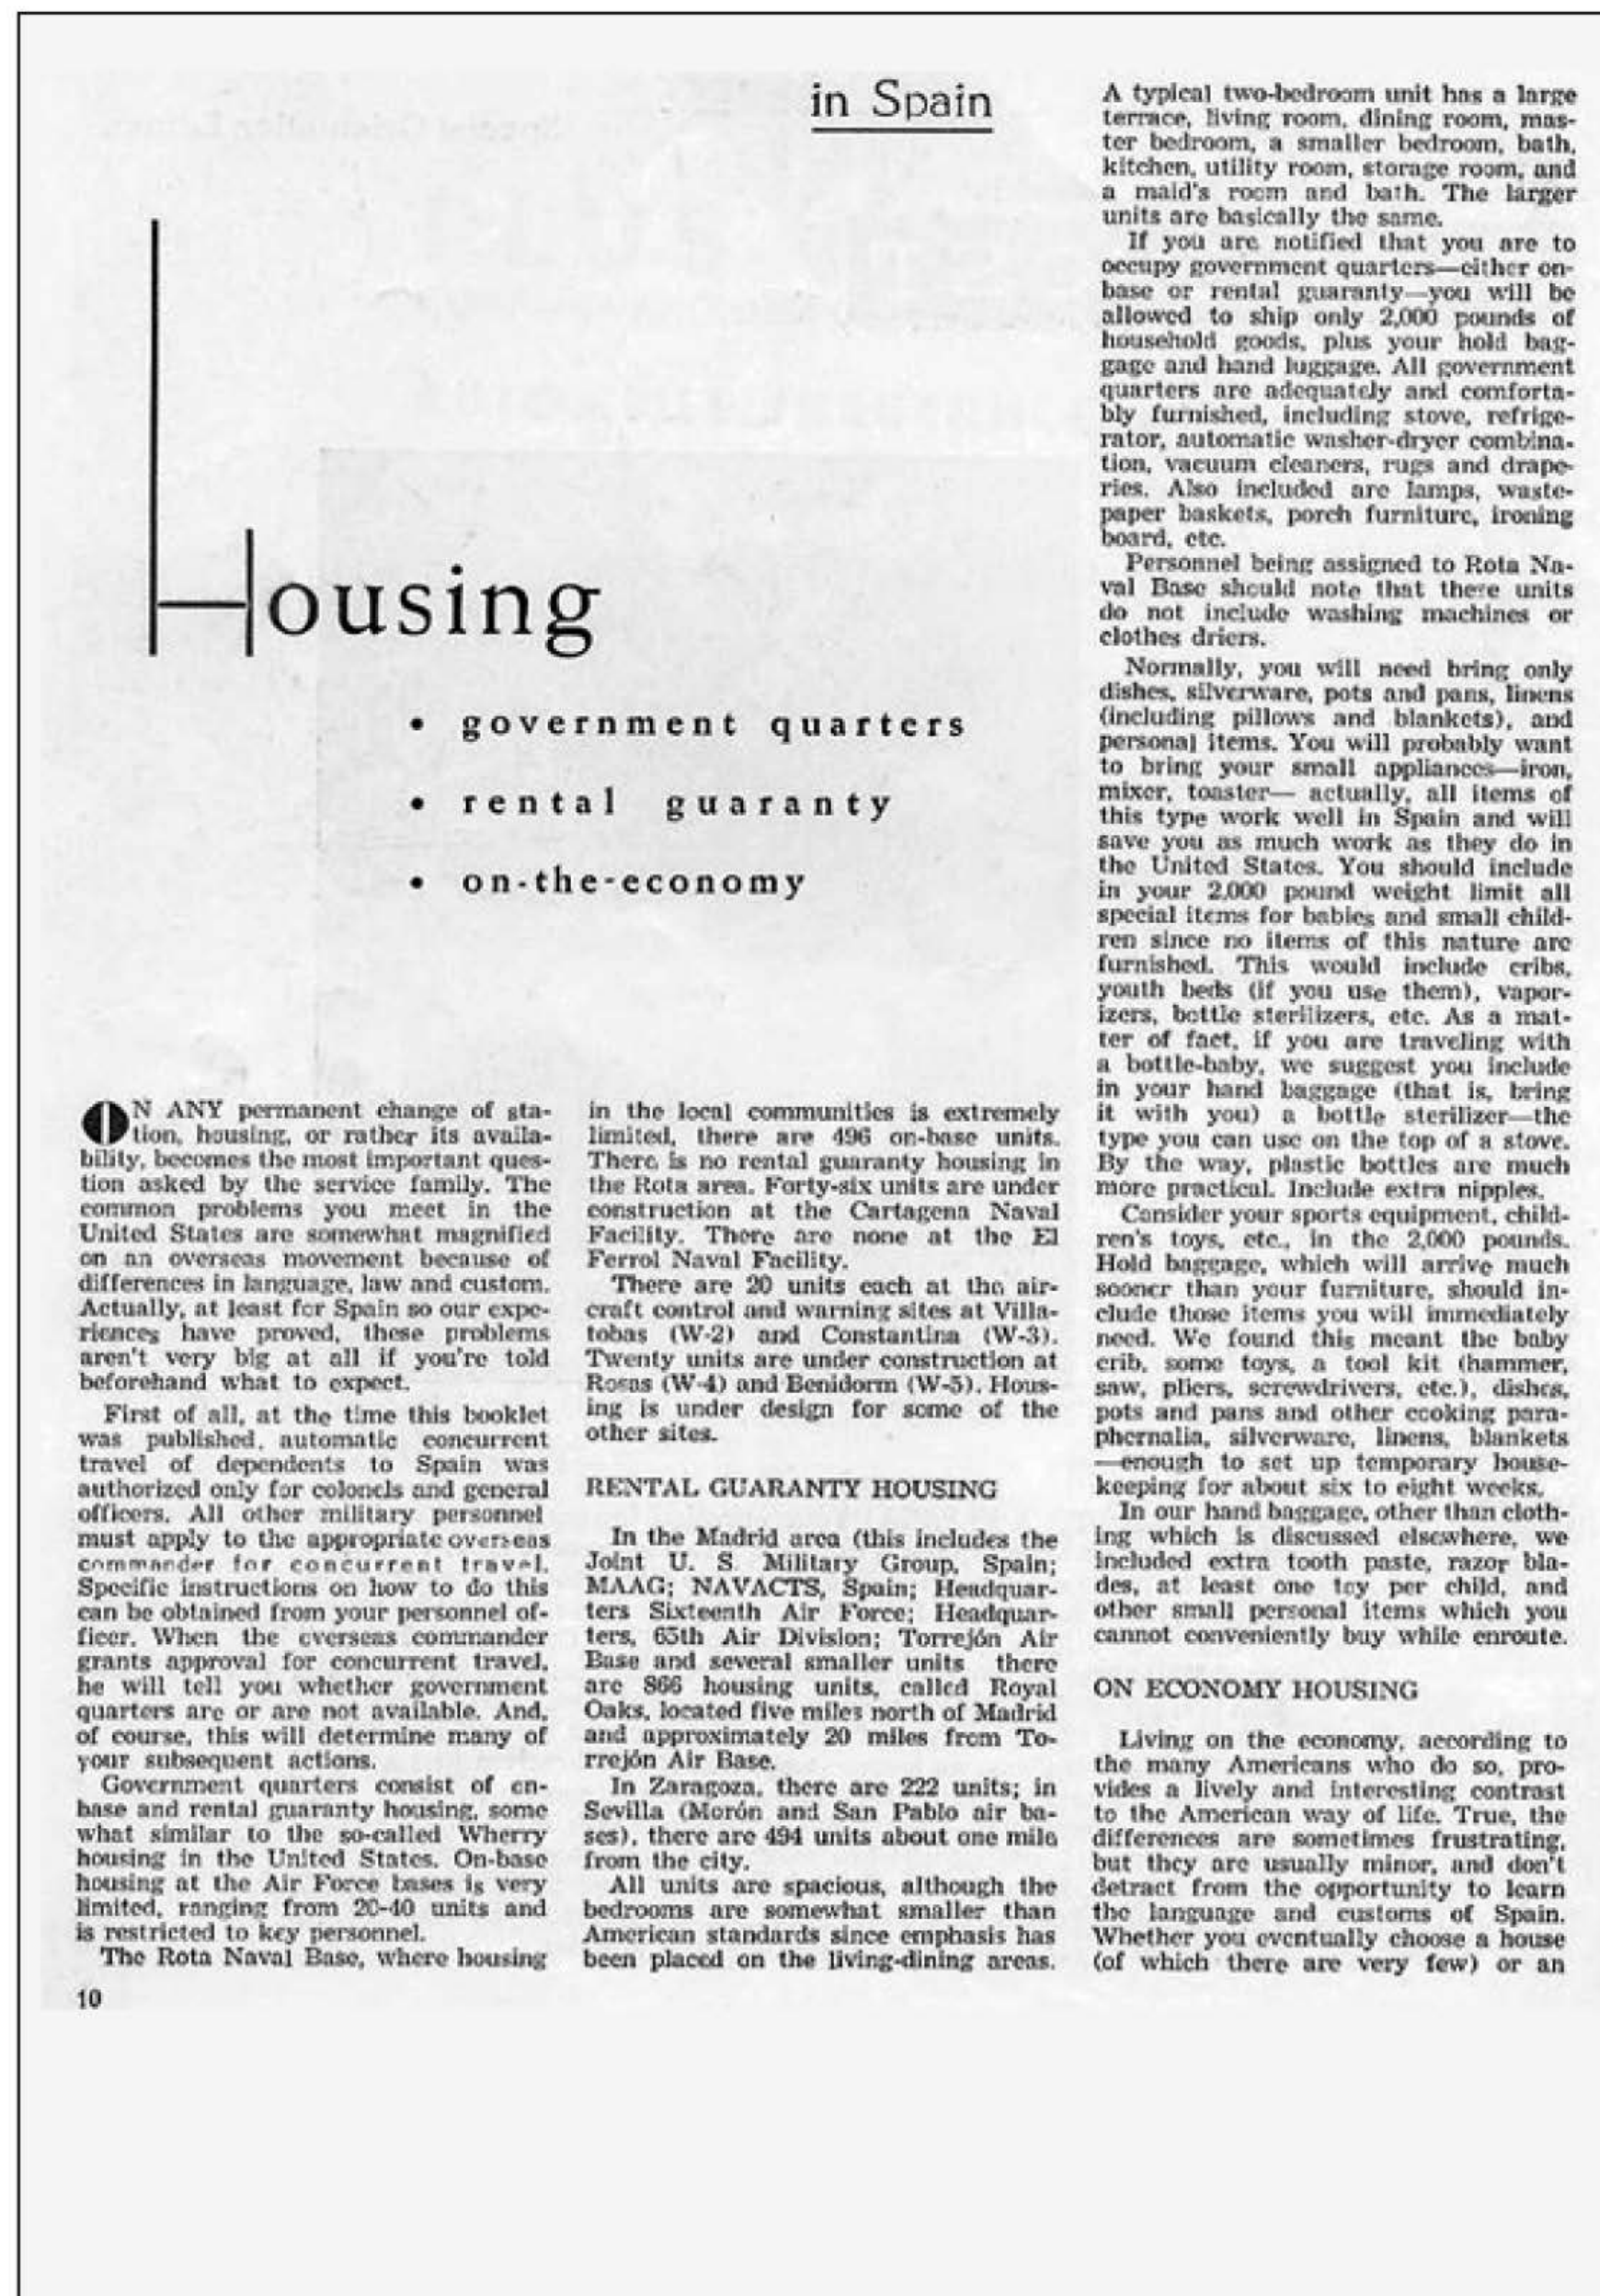 in Spain
Housing
• government quarters
• rental guaranty
• on-the-economy
ON ANY permanent change of sta-
tion, housing, or rather its availa-
bility, becomes the most important ques-
tion asked by the service family. The
common problems you meet in the
United States are somewhat magnified
on an overseas movement because of
differences in language, law and custom.
Actually, at least for Spain so our expe-
riences have proved, these problems
aren't very big at all if you're told
beforehand what to expect.
First of all, at the time this booklet
was published, automatic concurrent
travel of dependents to Spain was
authorized only for colonels and general
officers. All other military personnel
must apply to the appropriate overseas
commander for concurrent travel.
Specific instructions on how to do this
can be obtained from your personnel of-
ficer. When the overseas commander
grants approval for concurrent travel,
he will tell you whether government
quarters are or are not available. And,
of course, this will determine many of
your subsequent actions.
Government quarters consist of on-
base and rental guaranty housing, some
what similar to the so-called Wherry
housing in the United States. On-base
housing at the Air Force bases is very
limited, ranging from 20-40 units and
is restricted to key personnel.
The Rota Naval Base, where housing
10
in the local communities is extremely
limited, there are 496 on-base units.
There is no rental guaranty housing in
the Rota area. Forty-six units are under
construction at the Cartagena Naval
Facility. There are none at the El
Ferrol Naval Facility.
There are 20 units each at the air-
craft control and warning sites at Villa-
tobas (W-2) and Constantina (W-3).
Twenty units are under construction at
Rosas (W-4) and Benidorm (W-5). Hous-
ing is under design for some of the
other sites.
RENTAL GUARANTY HOUSING
In the Madrid area (this includes the
Joint U. S. Military Group, Spain;
MAAG; NAVACTS, Spain; Headquar-
ters Sixteenth Air Force; Headquar-
ters, 65th Air Division; Torrejón Air
Base and several smaller units there
are 866 housing units, called Royal
Oaks, located five miles north of Madrid
and approximately 20 miles from To-
rrejón Air Base.
In Zaragoza, there are 222 units; in
Sevilla (Morón and San Pablo air ba-
ses), there are 494 units about one mile
from the city.
All units are spacious, although the
bedrooms are somewhat smaller than
American standards since emphasis has
been placed on the living-dining areas.
A typical two-bedroom unit has a large
terrace, living room, dining room, mas-
ter bedroom, a smaller bedroom, bath,
kitchen, utility room, storage room, and
a maid's room and bath. The larger
units are basically the same.
If you are notified that you are to
occupy government quarters—either on-
base or rental guaranty—you will be
allowed to ship only 2,000 pounds of
household goods, plus your hold bag-
gage and hand luggage. All government
quarters are adequately and comforta-
bly furnished, including stove, refrige-
rator, automatic washer-dryer combina-
tion, vacuum cleaners, rugs and drape-
ries. Also included are lamps, waste-
paper baskets, porch furniture, ironing
board, etc.
Personnel being assigned to Rota Na-
val Base should note that there units
do not include washing machines or
clothes driers.
Normally, you will need bring only
dishes, silverware, pots and pans, linens
(including pillows and blankets), and
personal items. You will probably want
to bring your small appliances—iron,
mixer, toaster— actually, all items of
this type work well in Spain and will
save you as much work as they do in
the United States. You should include
in your 2,000 pound weight limit all
special items for babies and small child-
ren since no items of this nature are
furnished. This would include cribs,
youth beds (if you use them), vapor-
izers, bottle sterilizers, etc. As a mat-
ter of fact, if you are traveling with
a bottle-baby, we suggest you include
in your hand baggage (that is, bring
it with you) a bottle sterilizer—the
type you can use on the top of a stove.
By the way, plastic bottles are much
more practical. Include extra nipples.
Consider your sports equipment, child-
ren's toys, etc., in the 2,000 pounds.
Hold baggage, which will arrive much
sooner than your furniture, should in-
clude those items you will immediately
need. We found this meant the baby
crib, some toys, a tool kit (hammer,
saw, pliers, screwdrivers, etc.), dishes,
pots and pans and other cooking para-
phernalia, silverware, linens, blankets
—enough to set up temporary house-
keeping for about six to eight weeks.
In our hand baggage, other than cloth-
ing which is discussed elsewhere, we
included extra tooth paste, razor bla-
des, at least one toy per child, and
other small personal items which you
cannot conveniently buy while enroute.
ON ECONOMY HOUSING
Living on the economy, according to
the many Americans who do so, pro-
vides a lively and interesting contrast
to the American way of life. True, the
differences are sometimes frustrating,
but they are usually minor, and don't
detract from the opportunity to learn
the language and customs of Spain.
Whether you eventually choose a house
(of which there are very few) or an